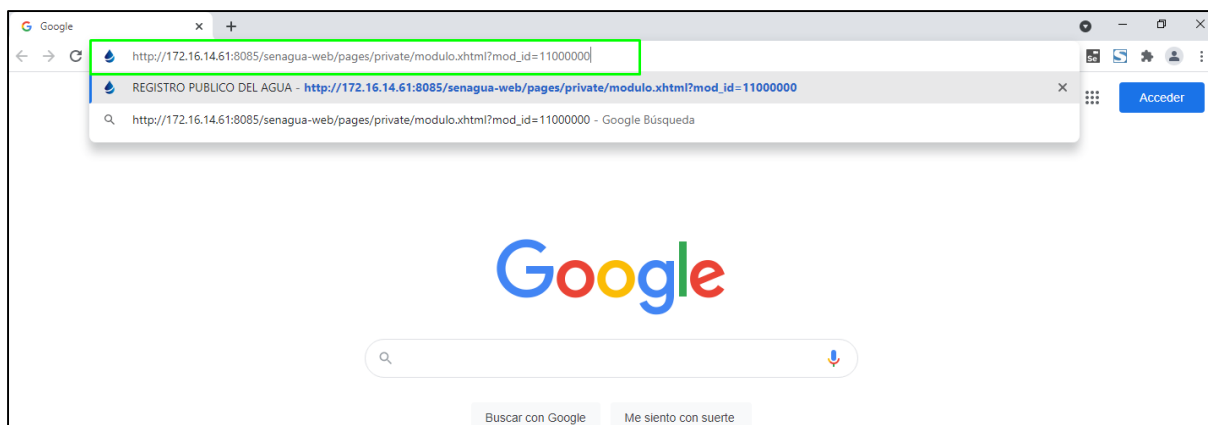 Google
http://172.16.14.61:8085/senagua-web/pages/private/modulo.xhtml?mod_id=11000000
REGISTRO PUBLICO DEL AGUA - http://172.16.14.61:8085/senagua-web/pages/private/modulo.xhtml?mod_id=11000000
http://172.16.14.61:8085/senagua-web/pages/private/modulo.xhtml?mod_id=11000000 - Google Búsqueda
Se
S
Acceder
Google
Buscar con Google
Me siento con suerte